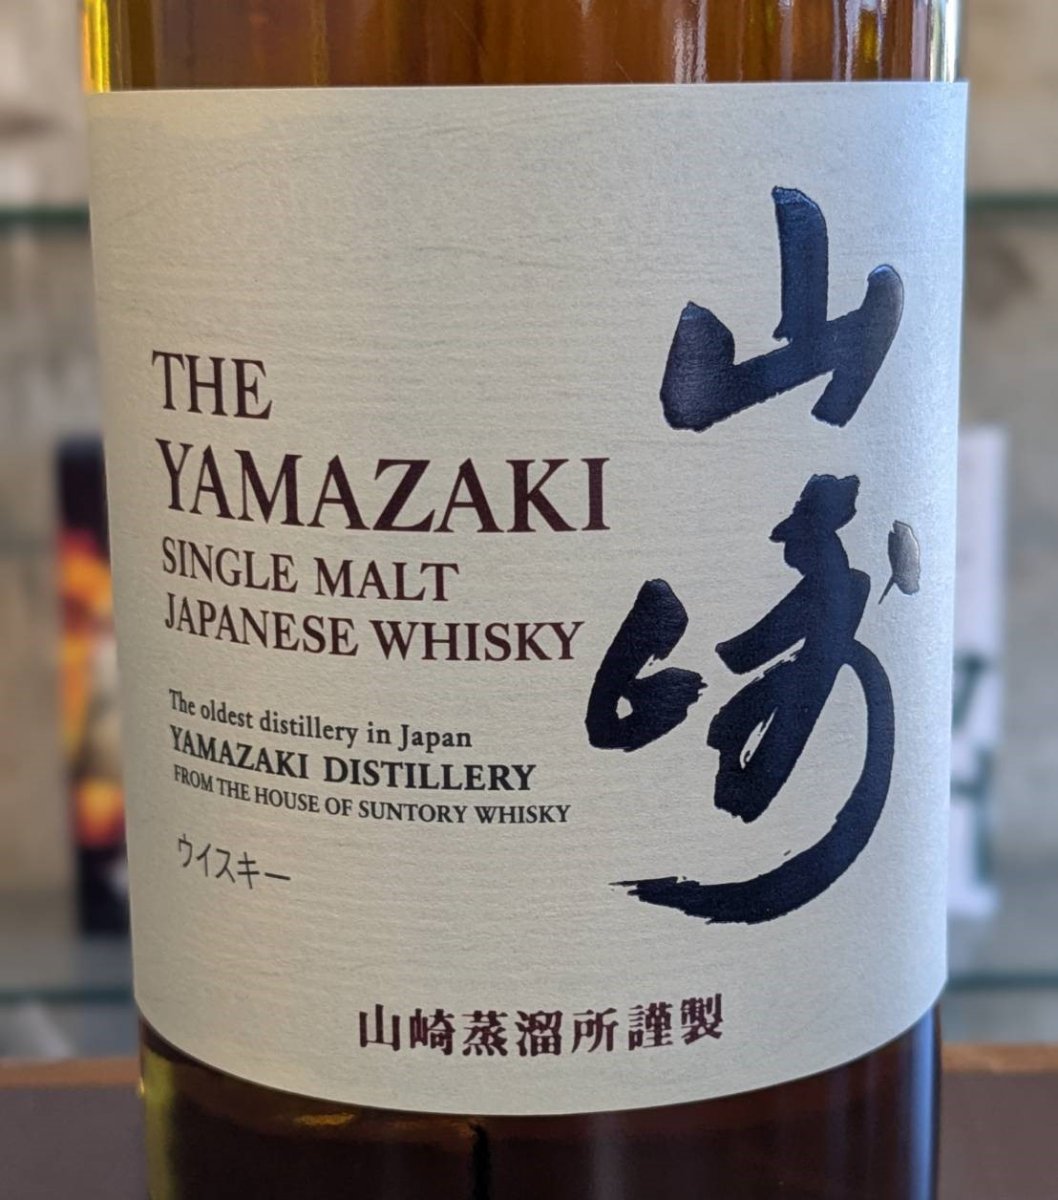 THE
YAMAZAKI
SINGLE MALT
JAPANESE WHISKY
The oldest distillery in Japan
YAMAZAKI DISTILLERY
FROM THE HOUSE OF SUNTORY WHISKY
ウイスキー
山崎
山崎蒸溜所謹製